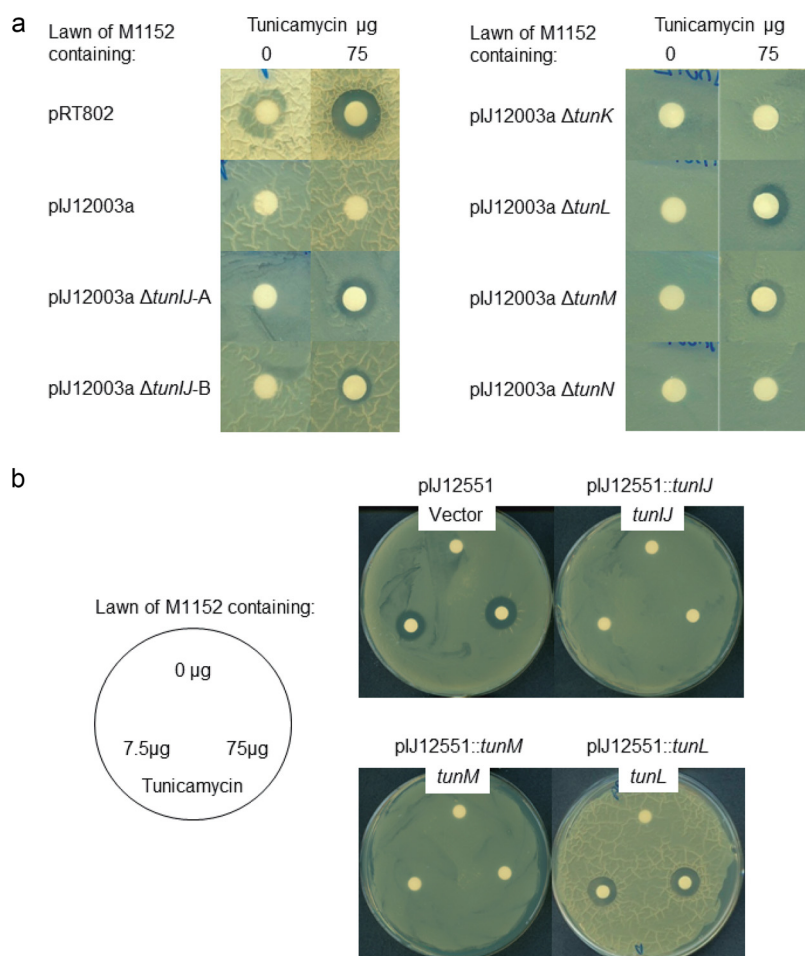 a
Lawn of M1152
containing:
Tunicamycin µg
0 75
pRT802
pIJ12003a
pIJ12003a ΔtunIJ-A
pIJ12003a ΔtunIJ-B
Lawn of M1152
containing:
Tunicamycin µg
0 75
pIJ12003a ΔtunK
pIJ12003a ΔtunL
pIJ12003a ΔtunM
pIJ12003a ΔtunN
b
Lawn of M1152 containing:
0 µg
7.5µg 75µg
Tunicamycin
pIJ12551
Vector
pIJ12551::tunIJ
tunIJ
pIJ12551::tunM
tunM
pIJ12551::tunL
tunL